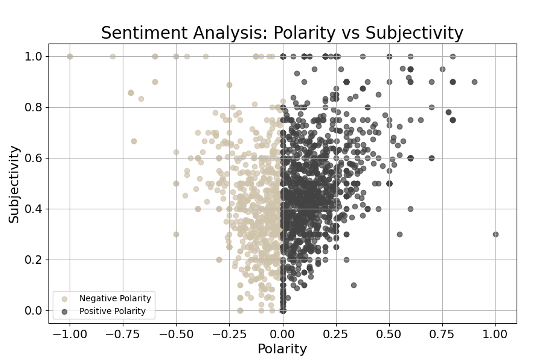 Sentiment Analysis: Polarity vs Subjectivity
1.0
0.8
0.6
0.4
0.2
0.0
Subjectivity
Negative Polarity
Positive Polarity
−1.00 −0.75 −0.50 −0.25 0.00 0.25 0.50 0.75 1.00
Polarity